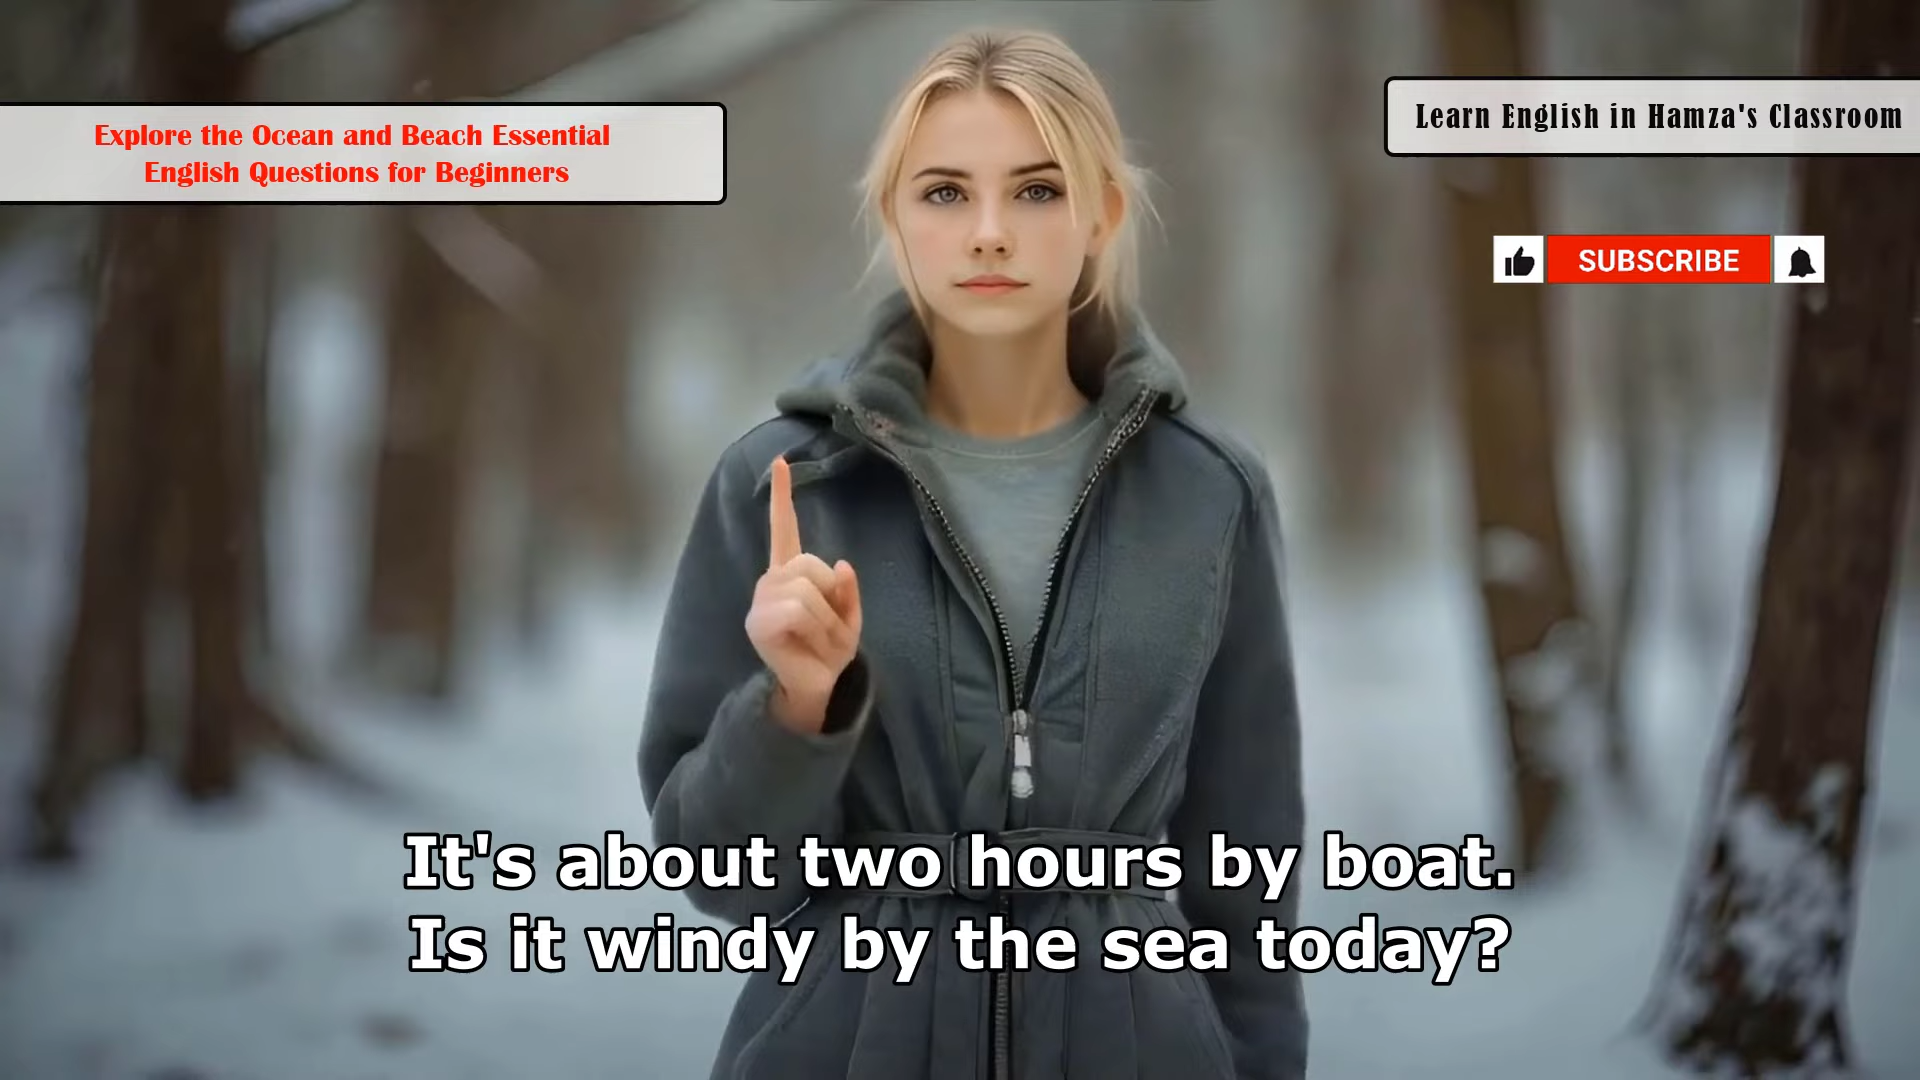 Explore the Ocean and Beach Essential
English Questions for Beginners
Learn English in Hamza's Classroom
SUBSCRIBE
It's about two hours by boat.
Is it windy by the sea today?